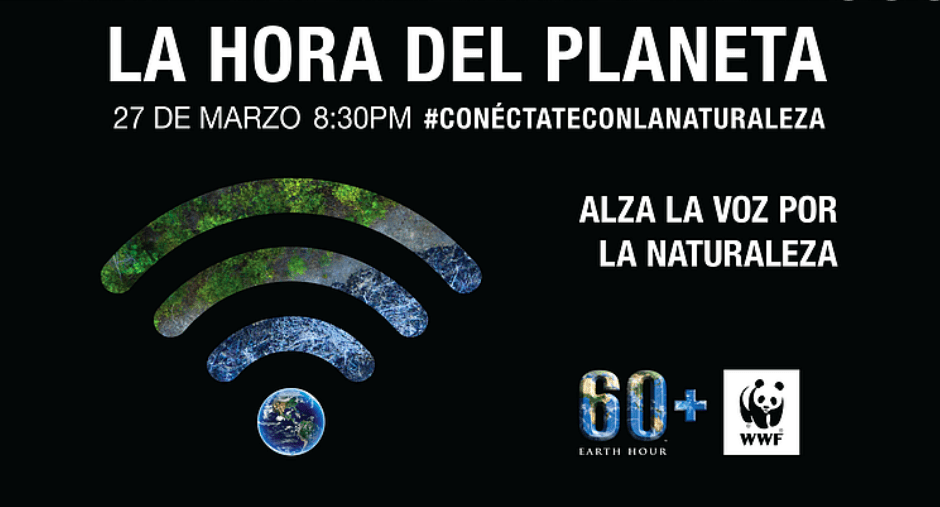 LA HORA DEL PLANETA
27 DE MARZO 8:30PM #CONÉCTATECONLANATURALEZA
ALZA LA VOZ POR
LA NATURALEZA
60+
EARTH HOUR
WWF